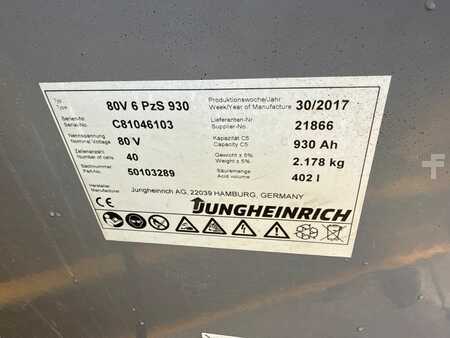 Typ
Type 80V 6 PzS 930 Produktionswoche/Jahr
Week/Year of Manufacture 30/2017
Serien-Nr.
Serial-No. C81046103 Lieferanten-Nr
Supplier-No. 21866
Nennspannung
Nominal Voltage 80 V Kapazität C5
Capacity C5 930 Ah
Zellenanzahl
Number of cells 40 Gewicht ± 5%
Weight ± 5% 2.178 kg
Sachnummer
Part-No. 50103289 Säuremenge
Acid volume 402 l
Hersteller
Manufacturer Jungheinrich AG, 22039 HAMBURG, GERMANY
CE JUNGHEINRICH